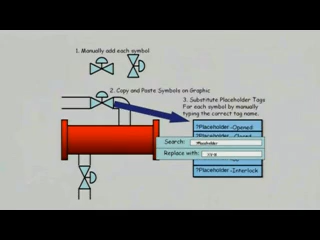 1. Manually add each symbol
2. Copy and Paste Symbols on Graphic
3. Substitute Placeholder Tags
For each symbol by manually
typing the correct tag name.
?Placeholder -Opened
Search: ?Placeholder
Replace with:
?Placeholder -Interlock